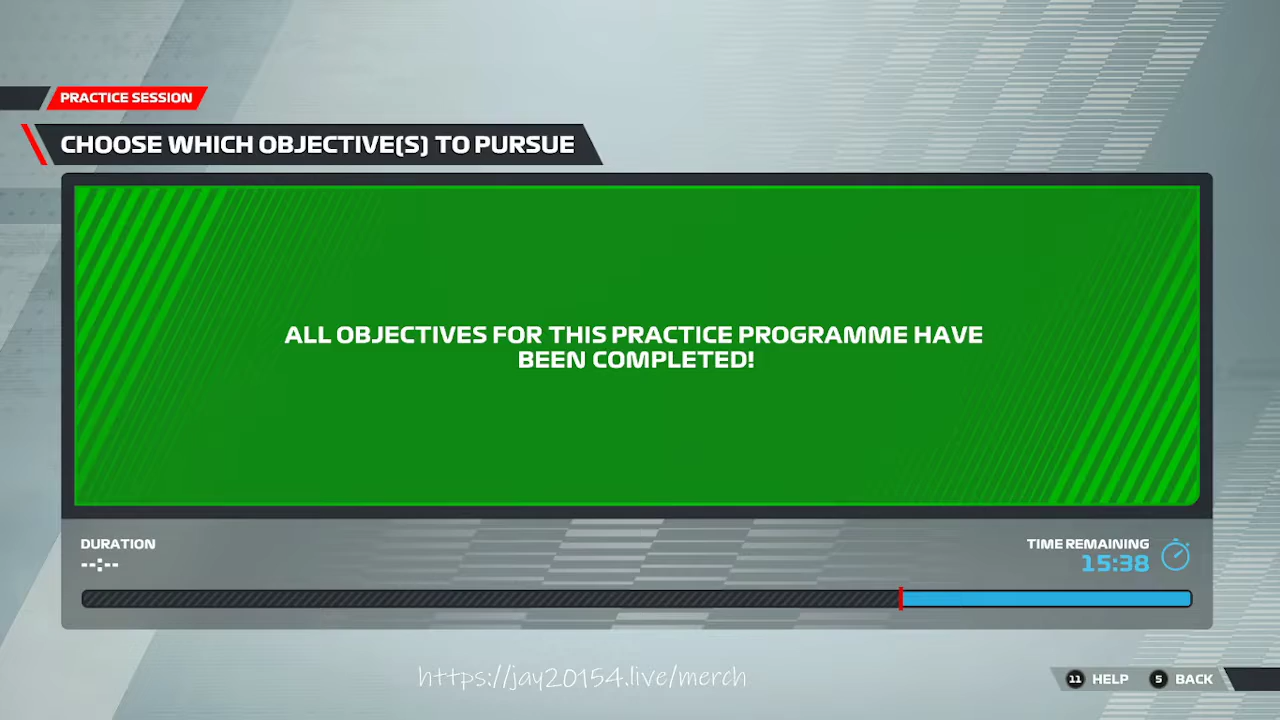 PRACTICE SESSION
CHOOSE WHICH OBJECTIVE(S) TO PURSUE
ALL OBJECTIVES FOR THIS PRACTICE PROGRAMME HAVE
BEEN COMPLETED!
DURATION
--:--
TIME REMAINING
15:38
https://jay20154.live/merch
11 HELP 5 BACK